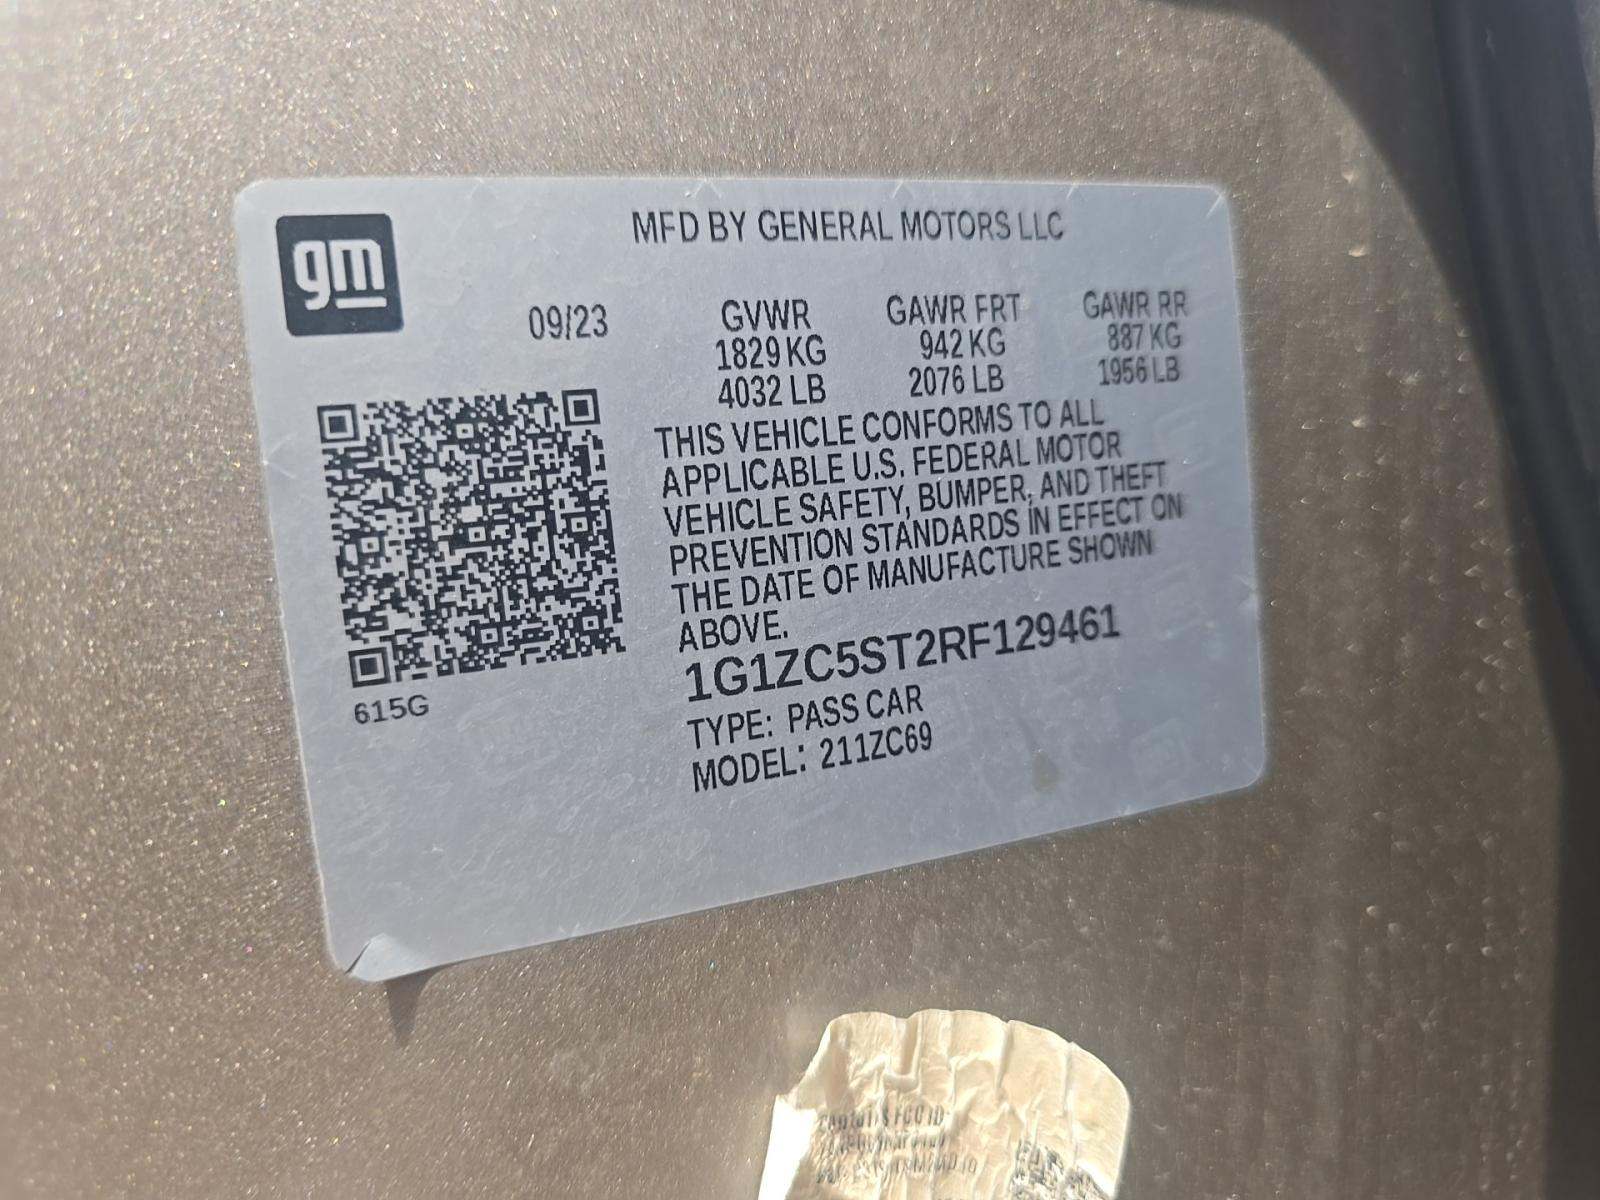 gm
MFD BY GENERAL MOTORS LLC
09/23
GVWR GAWR FRT GAWR RR
1829 KG 942 KG 887 KG
4032 LB 2076 LB 1956 LB
THIS VEHICLE CONFORMS TO ALL
APPLICABLE U.S. FEDERAL MOTOR
VEHICLE SAFETY, BUMPER, AND THEFT
PREVENTION STANDARDS IN EFFECT ON
THE DATE OF MANUFACTURE SHOWN
ABOVE.
1G1ZC5ST2RF129461
TYPE: PASS CAR
MODEL: 211ZC69
615G